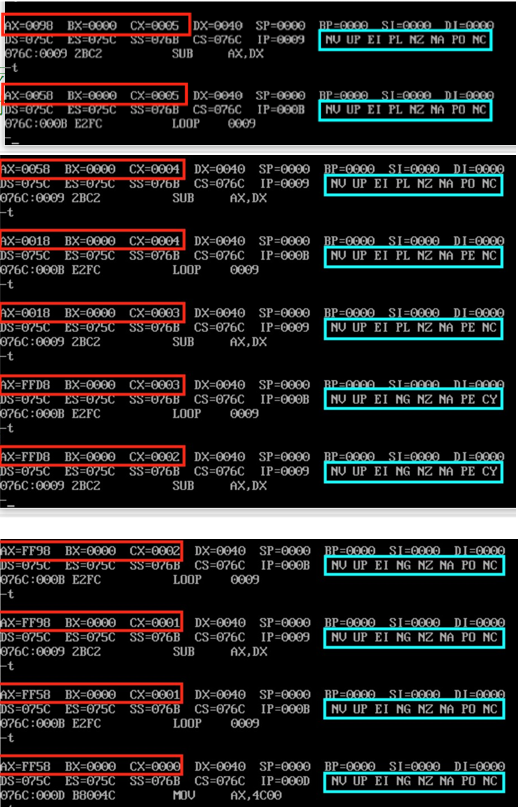 AX=0098 BX=0000 CX=0005 DX=0040 SP=0000 BP=0000 SI=0000 DI=0000
DS=075C ES=075C SS=076B CS=076C IP=0009 NV UP EI PL NZ NA PO NC
076C:0009 2BC2 SUB AX,DX
-t
AX=0058 BX=0000 CX=0005 DX=0040 SP=0000 BP=0000 SI=0000 DI=0000
DS=075C ES=075C SS=076B CS=076C IP=000B NV UP EI PL NZ NA PO NC
076C:000B E2FC LOOP 0009
-
AX=0058 BX=0000 CX=0004 DX=0040 SP=0000 BP=0000 SI=0000 DI=0000
DS=075C ES=075C SS=076B CS=076C IP=0009 NV UP EI PL NZ NA PO NC
076C:0009 2BC2 SUB AX,DX
-t
AX=0018 BX=0000 CX=0004 DX=0040 SP=0000 BP=0000 SI=0000 DI=0000
DS=075C ES=075C SS=076B CS=076C IP=000B NV UP EI PL NZ NA PE NC
076C:000B E2FC LOOP 0009
-t
AX=0018 BX=0000 CX=0003 DX=0040 SP=0000 BP=0000 SI=0000 DI=0000
DS=075C ES=075C SS=076B CS=076C IP=0009 NV UP EI PL NZ NA PE NC
076C:0009 2BC2 SUB AX,DX
-t
AX=FFD8 BX=0000 CX=0003 DX=0040 SP=0000 BP=0000 SI=0000 DI=0000
DS=075C ES=075C SS=076B CS=076C IP=000B NV UP EI NG NZ NA PE CY
076C:000B E2FC LOOP 0009
-t
AX=FFD8 BX=0000 CX=0002 DX=0040 SP=0000 BP=0000 SI=0000 DI=0000
DS=075C ES=075C SS=076B CS=076C IP=0009 NV UP EI NG NZ NA PE CY
076C:0009 2BC2 SUB AX,DX
-
AX=FF98 BX=0000 CX=0002 DX=0040 SP=0000 BP=0000 SI=0000 DI=0000
DS=075C ES=075C SS=076B CS=076C IP=000B NV UP EI NG NZ NA PO NC
076C:000B E2FC LOOP 0009
-t
AX=FF98 BX=0000 CX=0001 DX=0040 SP=0000 BP=0000 SI=0000 DI=0000
DS=075C ES=075C SS=076B CS=076C IP=0009 NV UP EI NG NZ NA PO NC
076C:0009 2BC2 SUB AX,DX
-t
AX=FF58 BX=0000 CX=0001 DX=0040 SP=0000 BP=0000 SI=0000 DI=0000
DS=075C ES=075C SS=076B CS=076C IP=000B NV UP EI NG NZ NA PO NC
076C:000B E2FC LOOP 0009
-t
AX=FF58 BX=0000 CX=0000 DX=0040 SP=0000 BP=0000 SI=0000 DI=0000
DS=075C ES=075C SS=076B CS=076C IP=000D NV UP EI NG NZ NA PO NC
076C:000D B8004C MOV AX,4C00